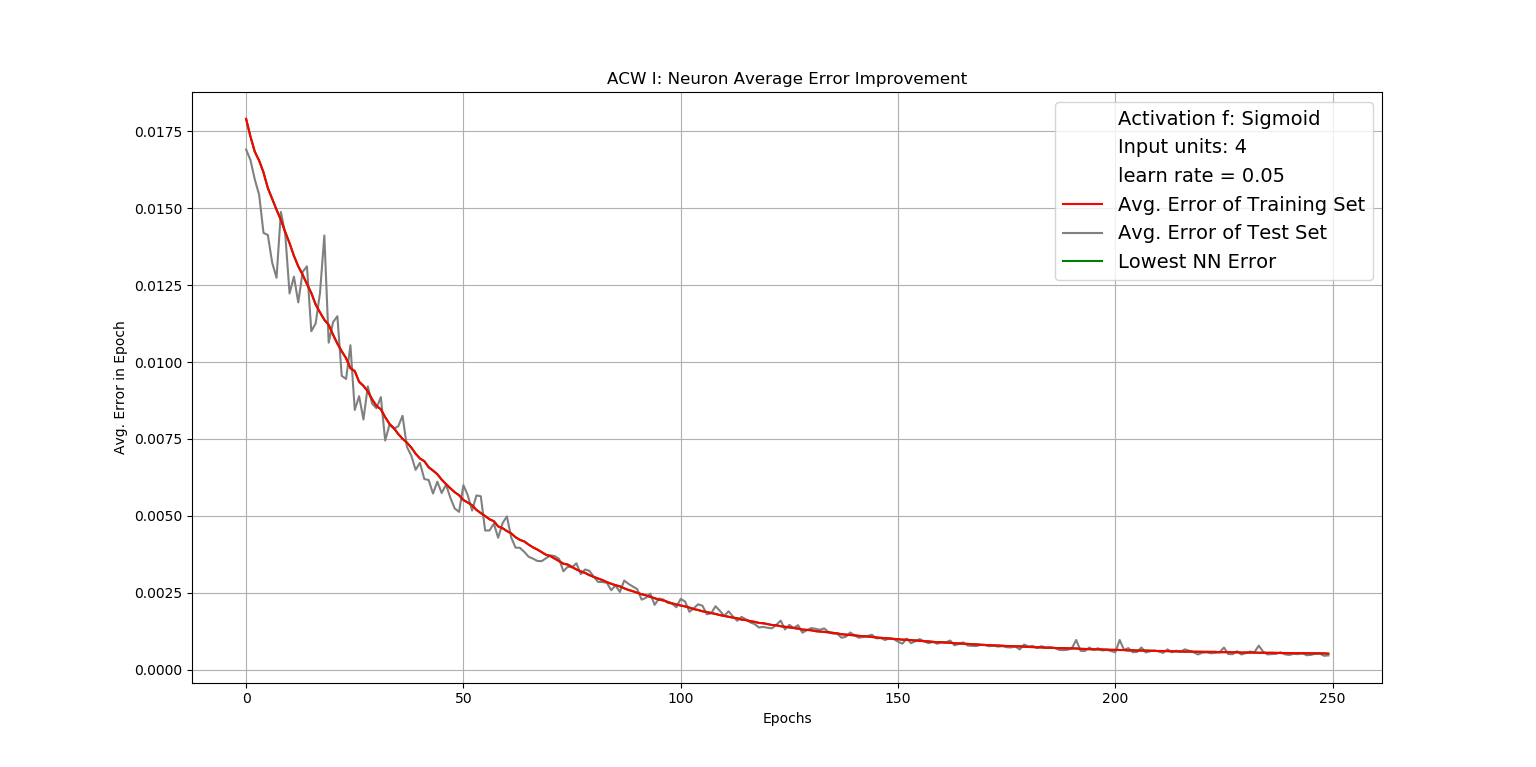 ACW I: Neuron Average Error Improvement
Activation f: Sigmoid
Input units: 4
learn rate = 0.05
Avg. Error of Training Set
Avg. Error of Test Set
Lowest NN Error
Avg. Error in Epoch
0.0175
0.0150
0.0125
0.0100
0.0075
0.0050
0.0025
0.0000
0 50 100 150 200 250
Epochs